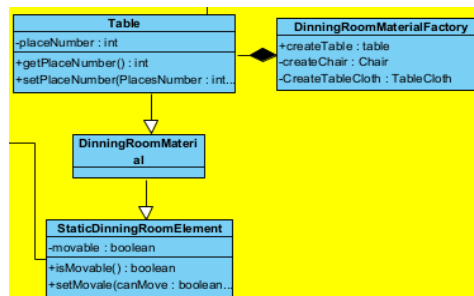 Table
-placeNumber : int
+getPlaceNumber() : int
+setPlaceNumber(PlacesNumber : int...
DinningRoomMaterialFactory
+createTable : table
-createChair : Chair
-CreateTableCloth : TableCloth
DinningRoomMateri
al
StaticDinningRoomElement
-movable : boolean
+isMovable() : boolean
+setMovale(canMove : boolean...